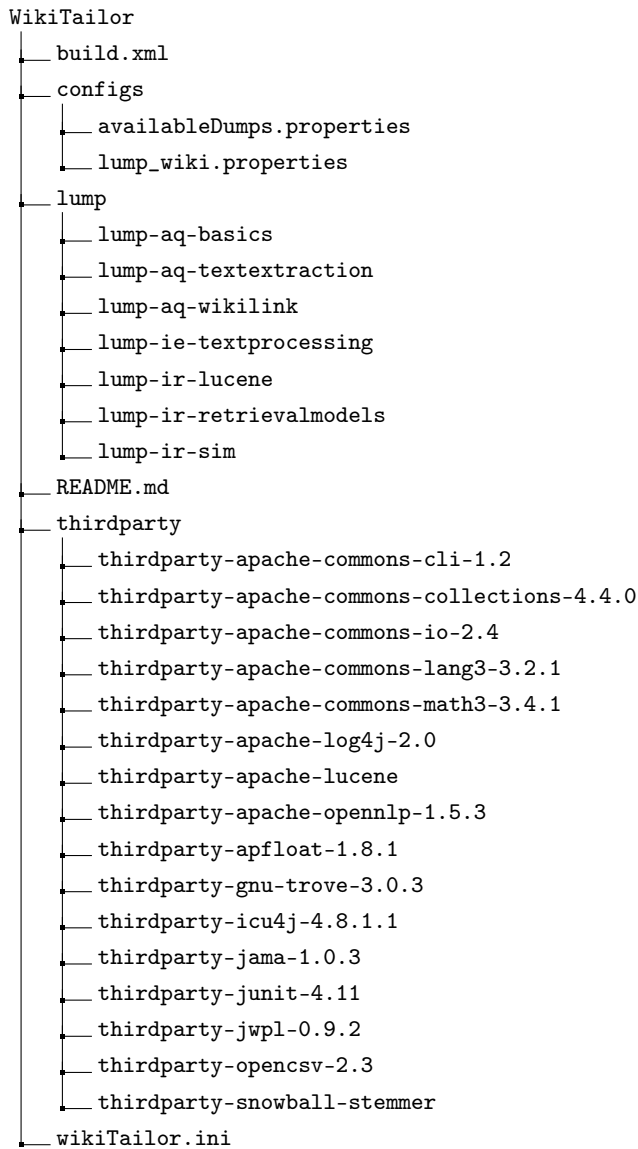 WikiTailor
build.xml
configs
availableDumps.properties
lump_wiki.properties
lump
lump-aq-basics
lump-aq-textextraction
lump-aq-wikilink
lump-ie-textprocessing
lump-ir-lucene
lump-ir-retrievalmodels
lump-ir-sim
README.md
thirdparty
thirdparty-apache-commons-cli-1.2
thirdparty-apache-commons-collections-4.4.0
thirdparty-apache-commons-io-2.4
thirdparty-apache-commons-lang3-3.2.1
thirdparty-apache-commons-math3-3.4.1
thirdparty-apache-log4j-2.0
thirdparty-apache-lucene
thirdparty-apache-opennlp-1.5.3
thirdparty-apfloat-1.8.1
thirdparty-gnu-trove-3.0.3
thirdparty-icu4j-4.8.1.1
thirdparty-jama-1.0.3
thirdparty-junit-4.11
thirdparty-jwpl-0.9.2
thirdparty-opencsv-2.3
thirdparty-snowball-stemmer
wikiTailor.ini